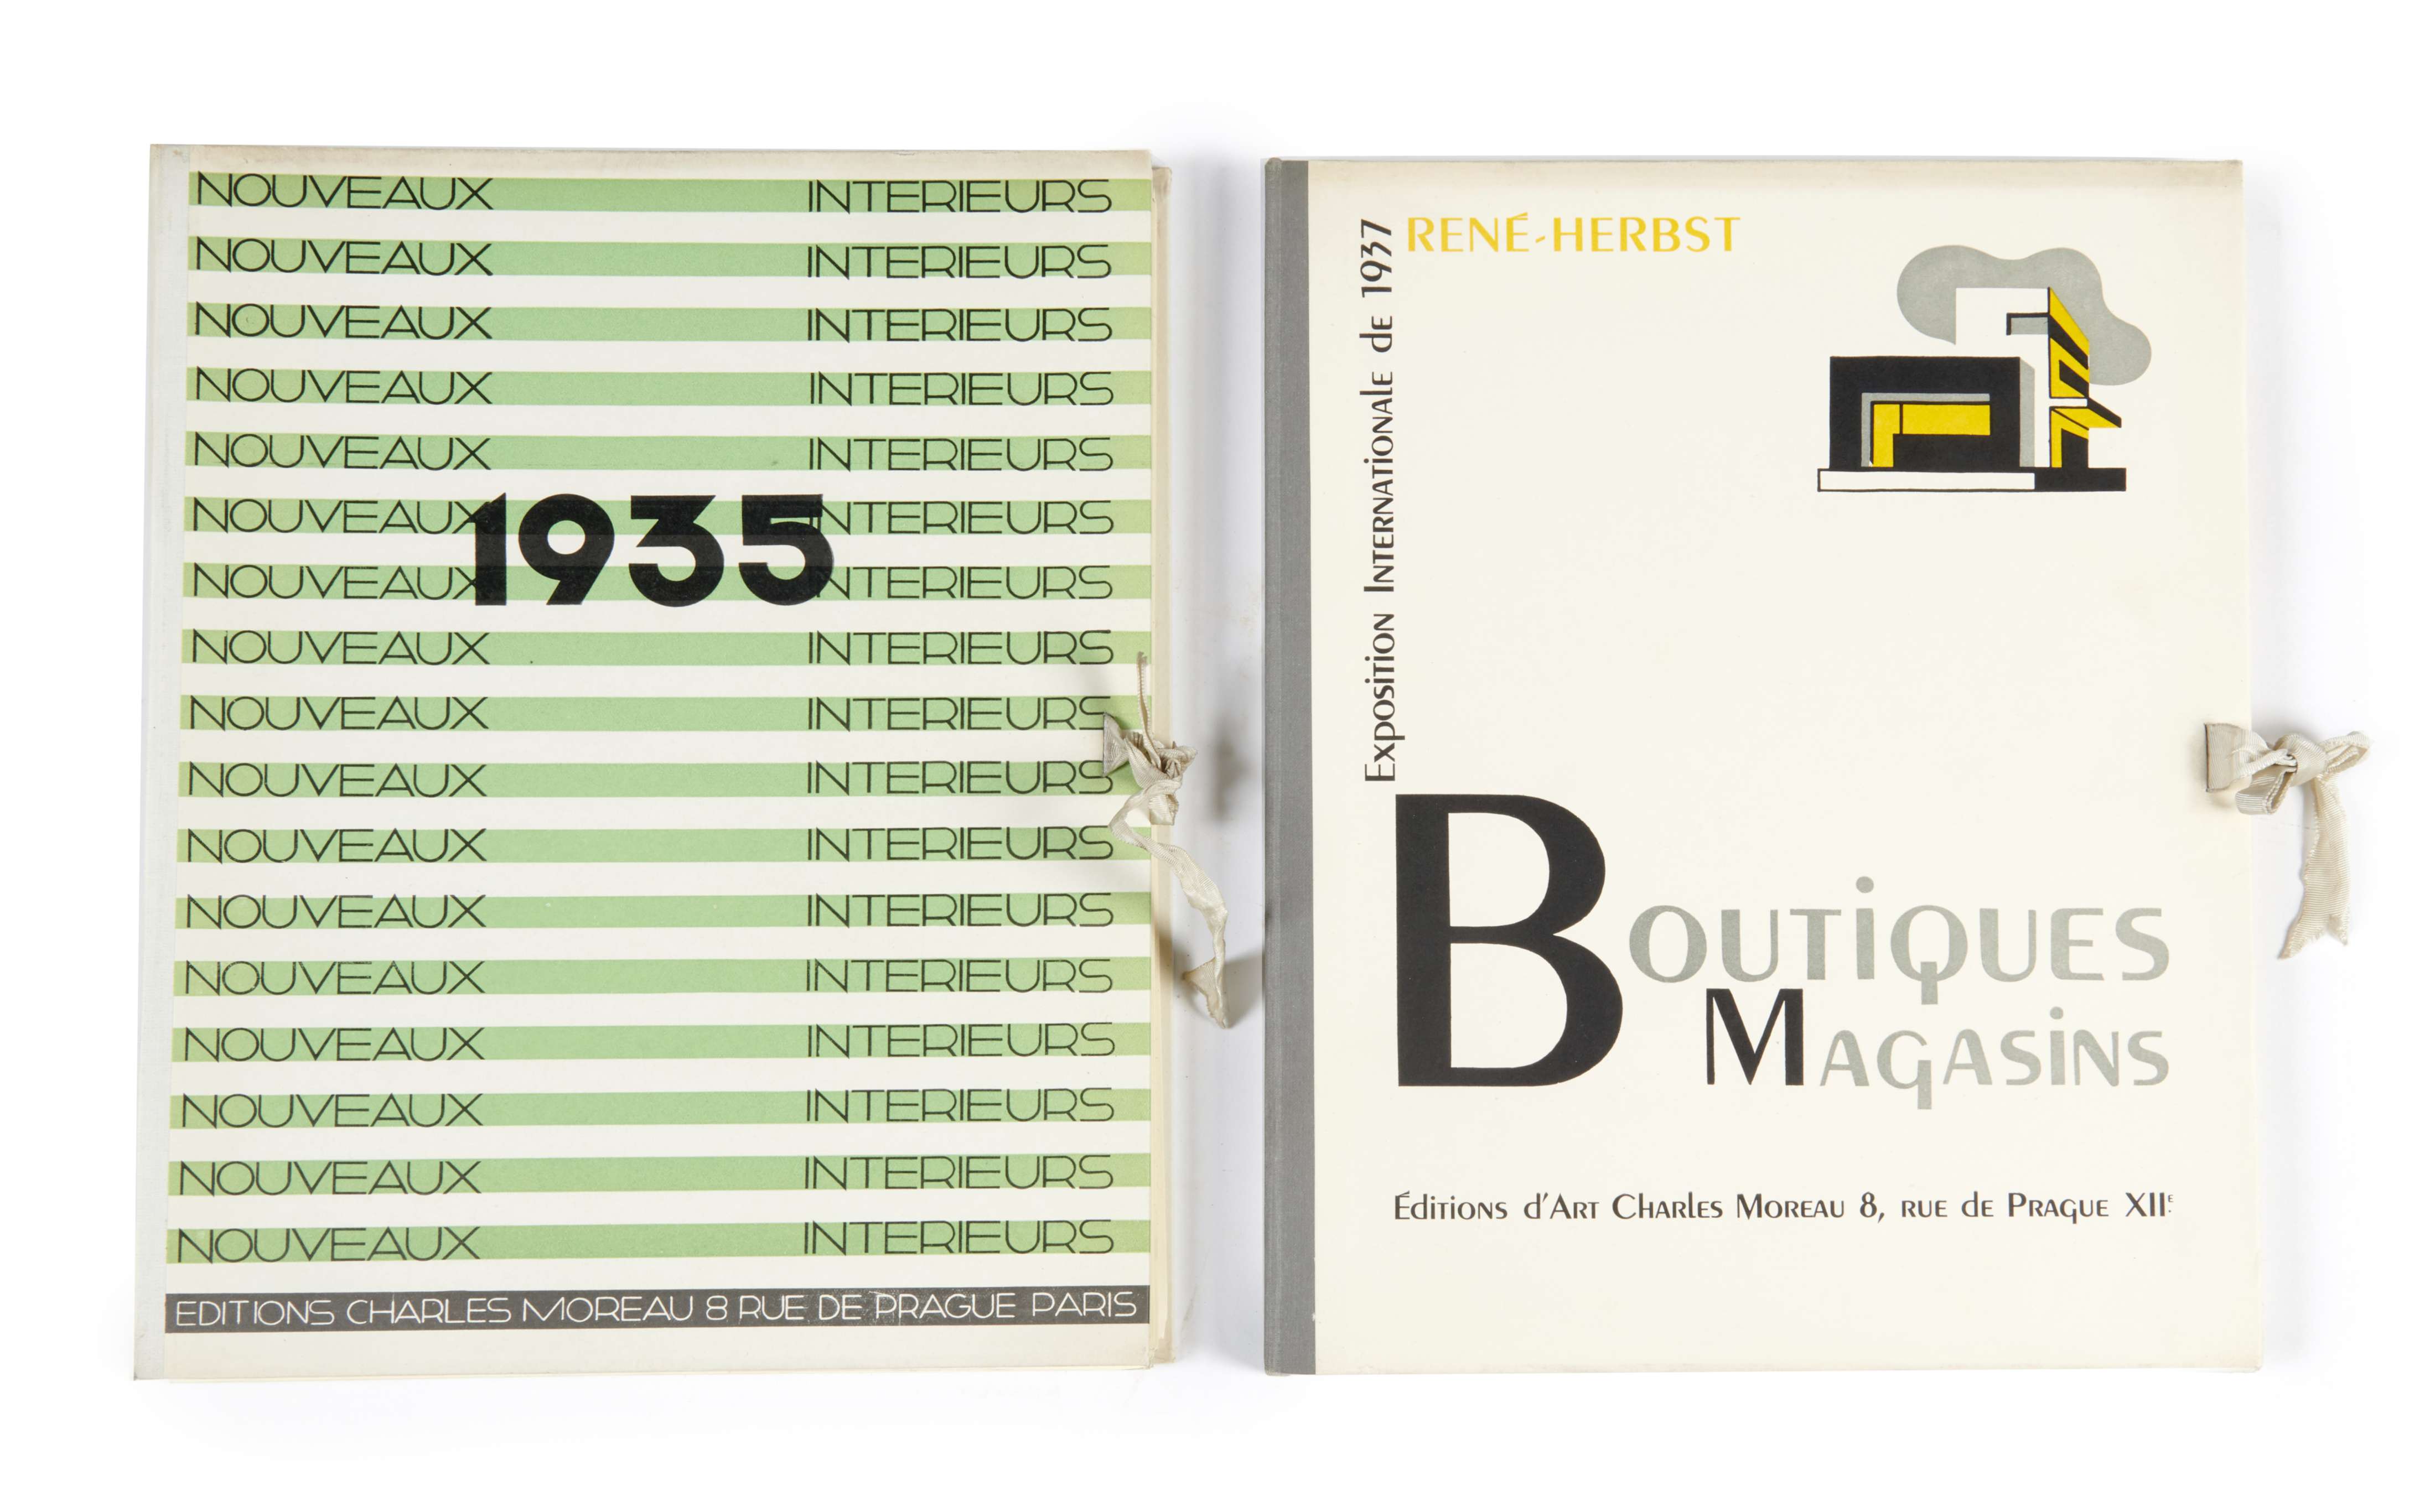 NOUVEAUX INTERIEURS
NOUVEAUX INTERIEURS
NOUVEAUX INTERIEURS
NOUVEAUX INTERIEURS
NOUVEAUX INTERIEURS
NOUVEAUX INTERIEURS
1935
NOUVEAUX INTERIEURS
NOUVEAUX INTERIEURS
NOUVEAUX INTERIEURS
NOUVEAUX INTERIEURS
NOUVEAUX INTERIEURS
NOUVEAUX INTERIEURS
NOUVEAUX INTERIEURS
NOUVEAUX INTERIEURS
NOUVEAUX INTERIEURS
NOUVEAUX INTERIEURS
NOUVEAUX INTERIEURS
EDITIONS CHARLES MOREAU 8 RUE DE PRAGUE PARIS
RENÉ-HERBST
Exposition Internationale de 1937
BOUTIQUES
MAGASINS
Éditions d'Art Charles Moreau 8, rue de Prague XIIE.